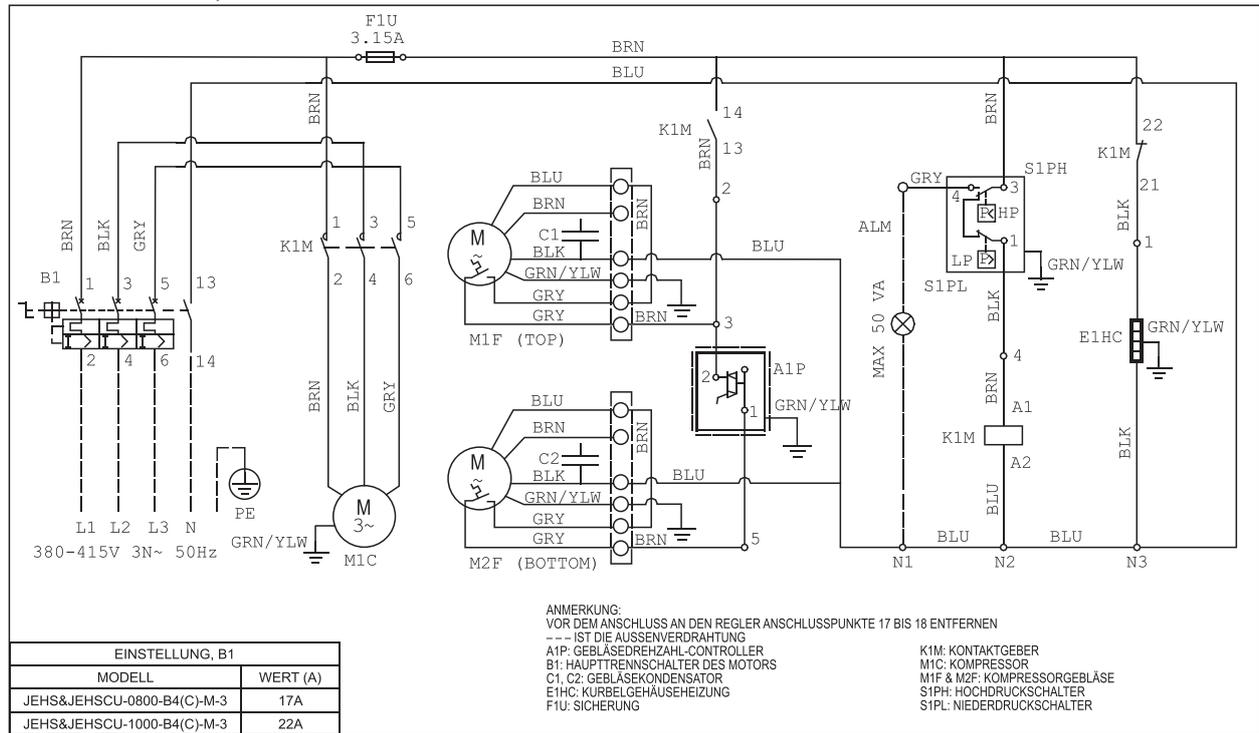 F1U
3.15A
BRN
BLU
BRN
BRN
K1M
14
13
BRN
2
22
K1M
21
BLK
1
S1PH
GRY
4
3
P< HP
1
LP P>
S1PL
GRN/YLW
ALM
MAX 50 VA
BLK
4
BRN
A1
K1M
A2
BLU
E1HC
GRN/YLW
BLK
BRN
BLK
GRY
B1
1 3 5 13
2 4 6 14
L1 L2 L3 N
PE
380-415V 3N~ 50Hz
K1M
1 3 5
2 4 6
BRN
BLK
GRY
M
3~
GRN/YLW
M1C
BLU
BRN
C1
BLK
GRN/YLW
GRY
GRY
M
~
BRN
BRN
BLU
3
M1F (TOP)
2
A1P
1
GRN/YLW
BLU
BRN
C2
BLK
GRN/YLW
GRY
GRY
M
~
BRN
BRN
BLU
5
M2F (BOTTOM)
BLU
BLU
N1
N2
N3
ANMERKUNG:
VOR DEM ANSCHLUSS AN DEN REGLER ANSCHLUSSPUNKTE 17 BIS 18 ENTFERNEN
--- IST DIE AUSSENVERDRAHTUNG
A1P: GEBLÄSEDREHZAHL-CONTROLLER
B1: HAUPTTRENNSCHALTER DES MOTORS
C1, C2: GEBLÄSEKONDENSATOR
E1HC: KURBELGEHÄUSEHEIZUNG
F1U: SICHERUNG
K1M: KONTAKTGEBER
M1C: KOMPRESSOR
M1F & M2F: KOMPRESSORGEBLÄSE
S1PH: HOCHDRUCKSCHALTER
S1PL: NIEDERDRUCKSCHALTER
EINSTELLUNG, B1
MODELL WERT (A)
JEHS&JEHSCU-0800-B4(C)-M-3 17A
JEHS&JEHSCU-1000-B4(C)-M-3 22A